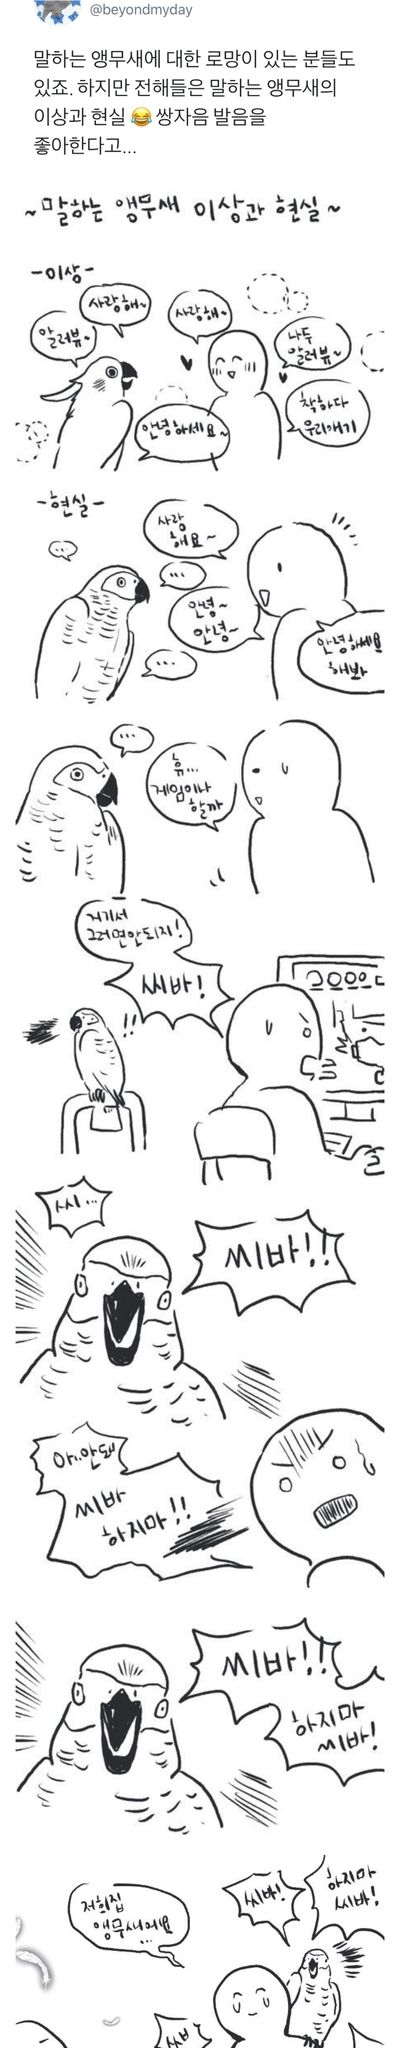 @beyondmyday
말하는 앵무새에 대한 로망이 있는 분들도
있죠. 하지만 전해들은 말하는 앵무새의
이상과 현실 😂 쌍자음 발음을
좋아한다고...
~말하는 앵무새 이상과 현실~
-이상-
사랑해~
알러뷰~
사랑해~
나두
알러뷰~
안녕하세요~
착하다
우리애기
-현실-
...
사랑
해요~
...
안녕~
안녕~
...
안녕하세요
해봐
...
휴...
게임이나
할까
거기서
그러면안되지!
씨바!
!!
씨...
씨바!!
아..안돼
씨바
하지마!!
씨바!!
하지마
씨바!
저희집
앵무새에요
...
씨바!
하지마
씨바!
씨바